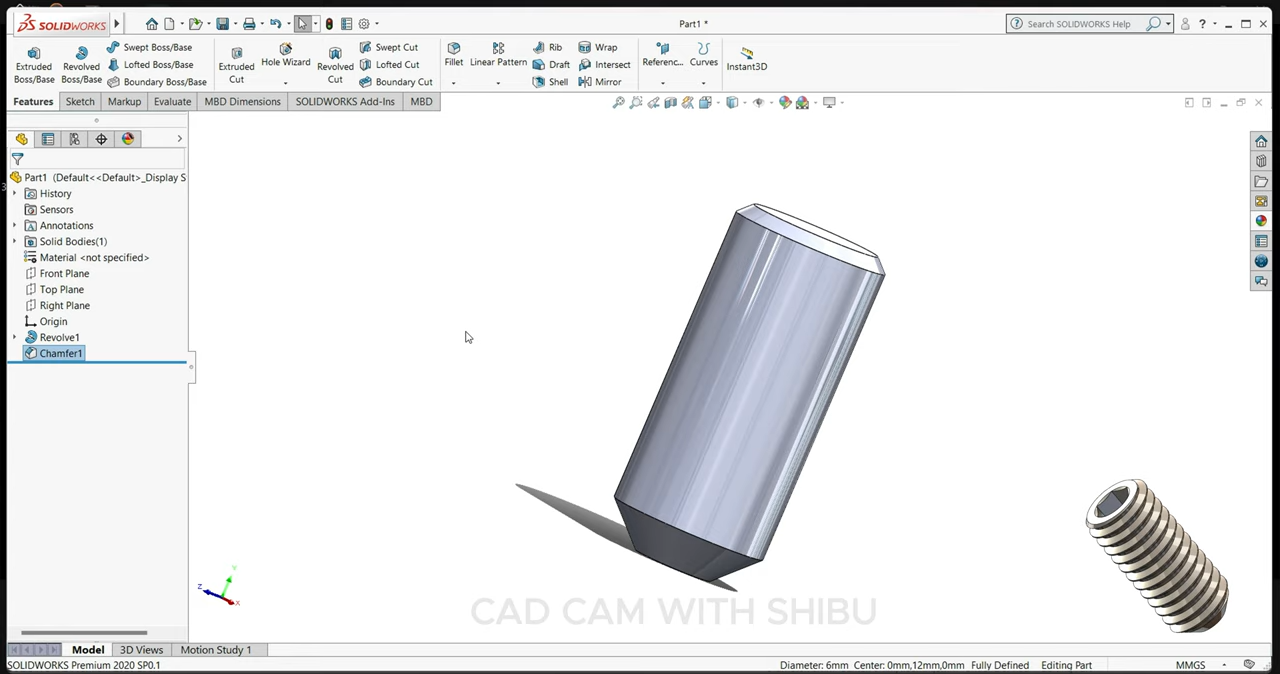 SOLIDWORKS
Part1 *
Search SOLIDWORKS Help
Extruded Boss/Base
Revolved Boss/Base
Swept Boss/Base
Lofted Boss/Base
Boundary Boss/Base
Extruded Cut
Hole Wizard
Revolved Cut
Swept Cut
Lofted Cut
Boundary Cut
Fillet
Linear Pattern
Rib
Draft
Shell
Wrap
Intersect
Mirror
Referenc...
Curves
Instant3D
Features Sketch Markup Evaluate MBD Dimensions SOLIDWORKS Add-Ins MBD
Part1 (Default<<Default>_Display S
History
Sensors
Annotations
Solid Bodies(1)
Material <not specified>
Front Plane
Top Plane
Right Plane
Origin
Revolve1
Chamfer1
Y
Z
X
CAD CAM WITH SHIBU
Model 3D Views Motion Study 1
SOLIDWORKS Premium 2020 SP0.1
Diameter: 6mm Center: 0mm,12mm,0mm Fully Defined Editing Part MMGS